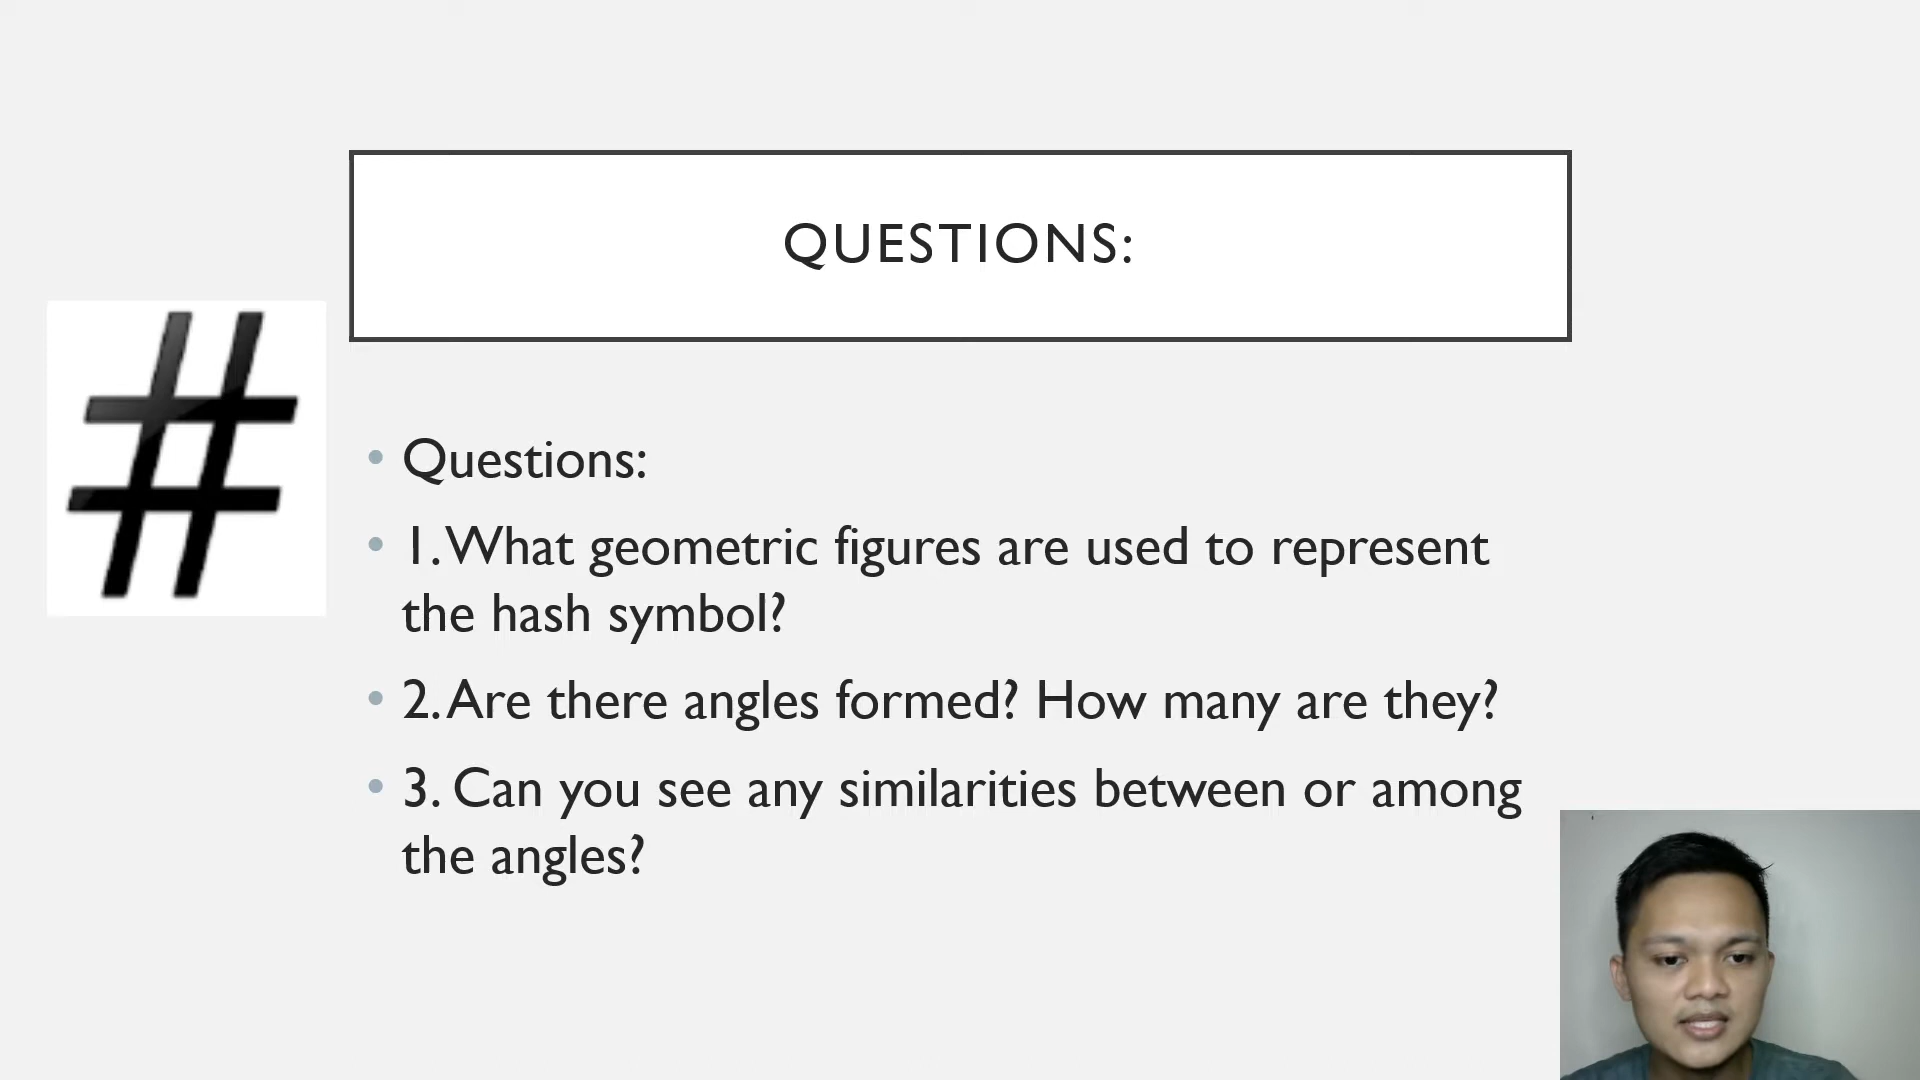 QUESTIONS:
#
• Questions:
• 1. What geometric figures are used to represent
the hash symbol?
• 2. Are there angles formed? How many are they?
• 3. Can you see any similarities between or among
the angles?